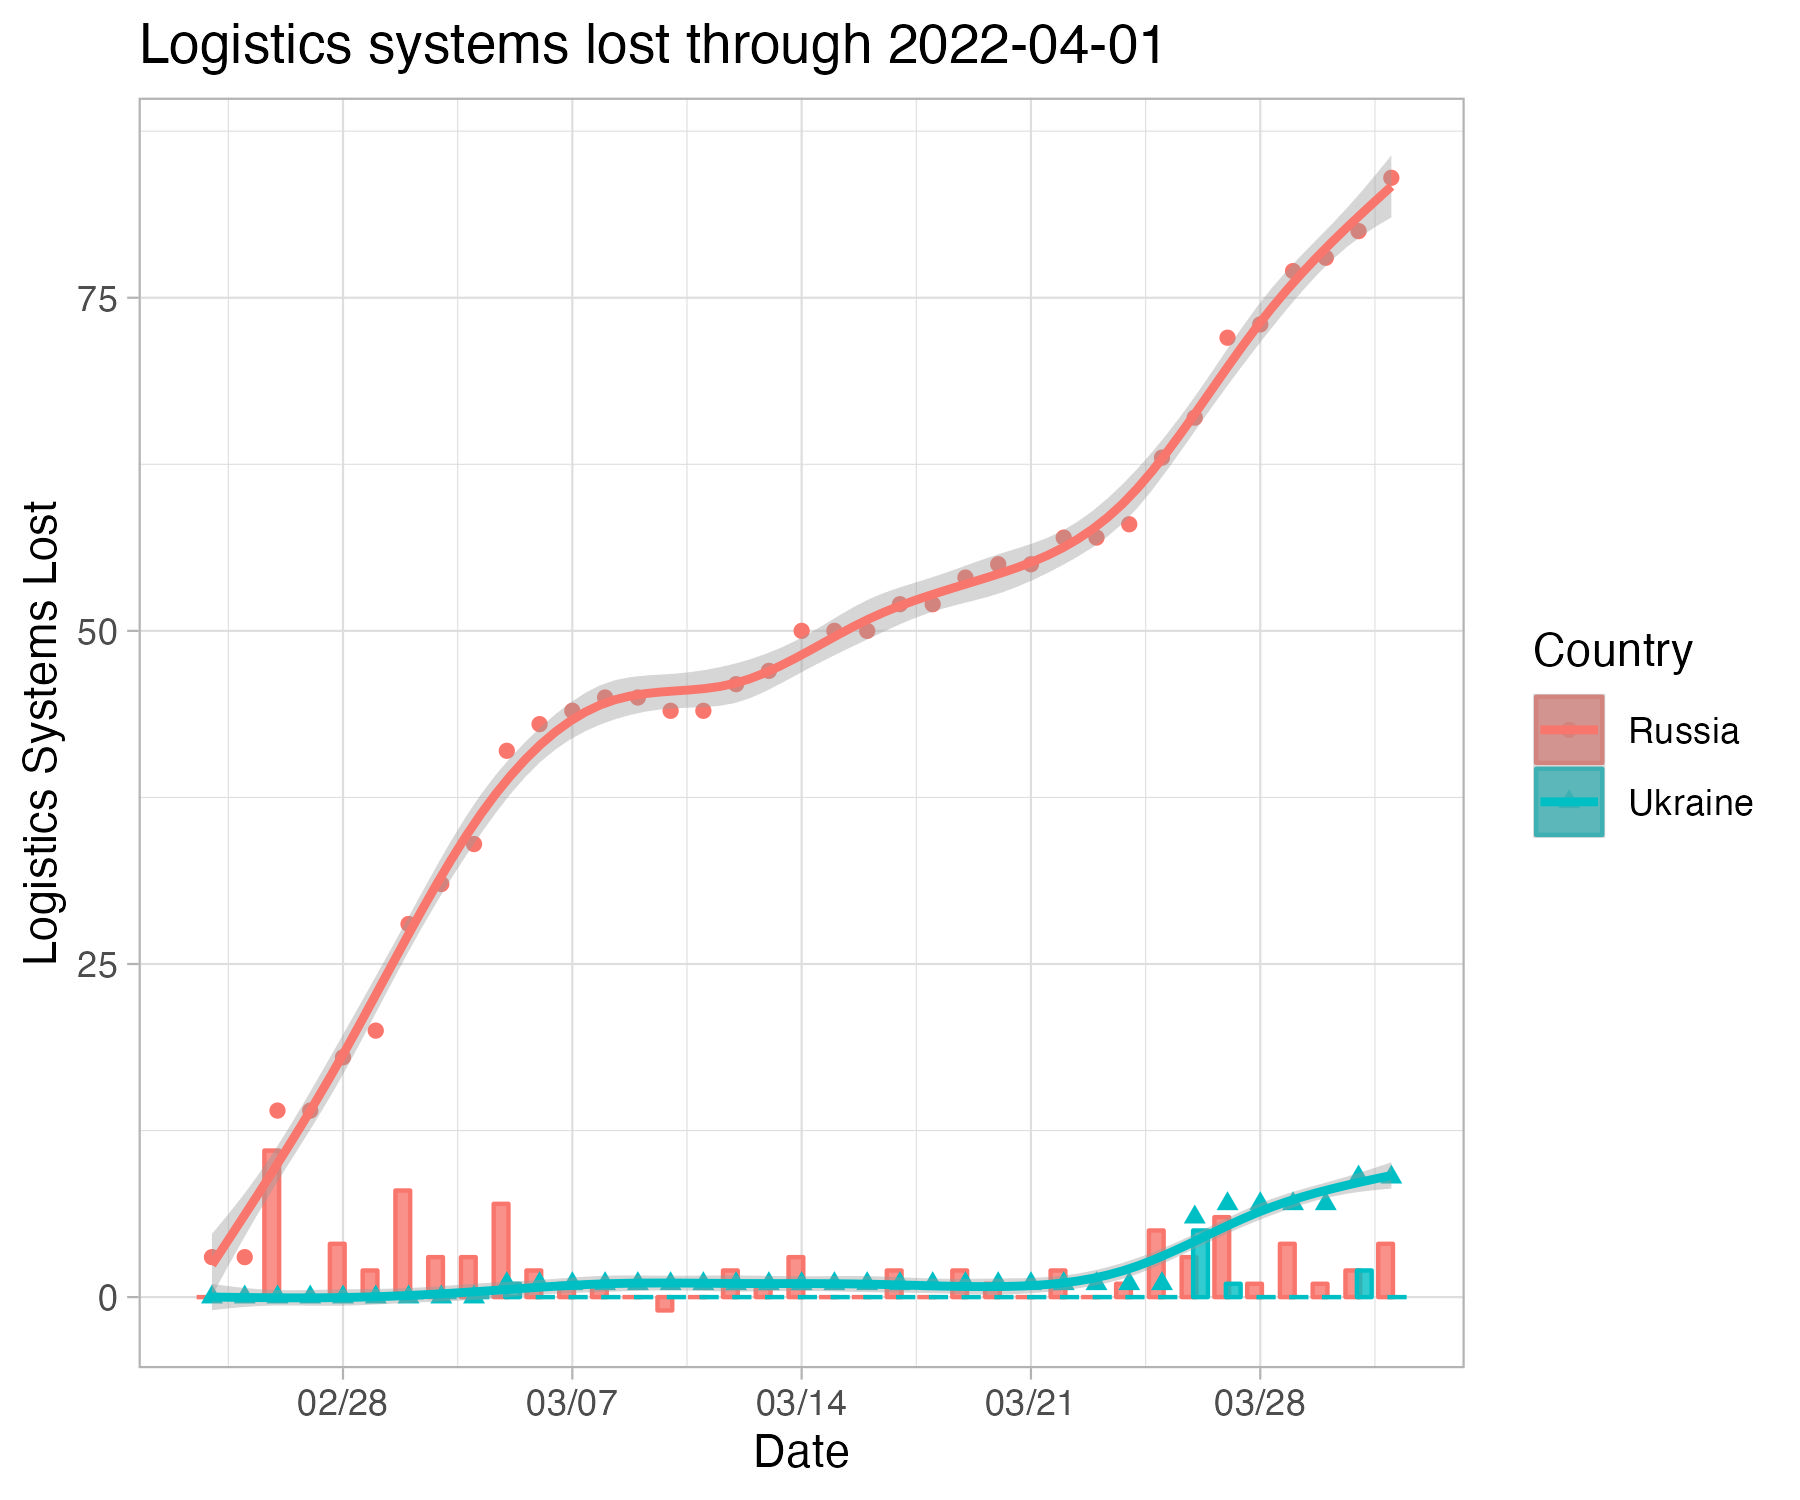 Logistics systems lost through 2022-04-01
Logistics Systems Lost
75
50
25
0
02/28 03/07 03/14 03/21 03/28
Date
Country
Russia
Ukraine